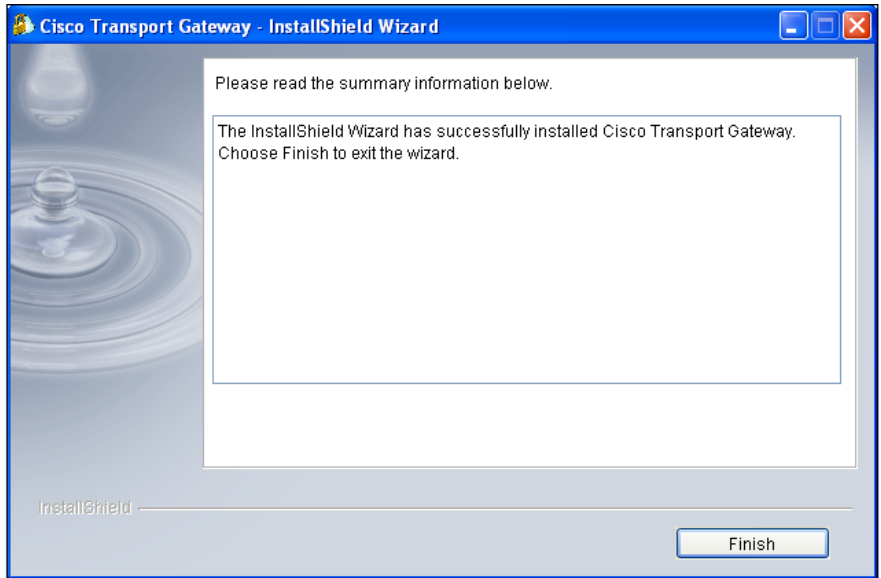 Cisco Transport Gateway - InstallShield Wizard
Please read the summary information below.
The InstallShield Wizard has successfully installed Cisco Transport Gateway.
Choose Finish to exit the wizard.
InstallShield
Finish